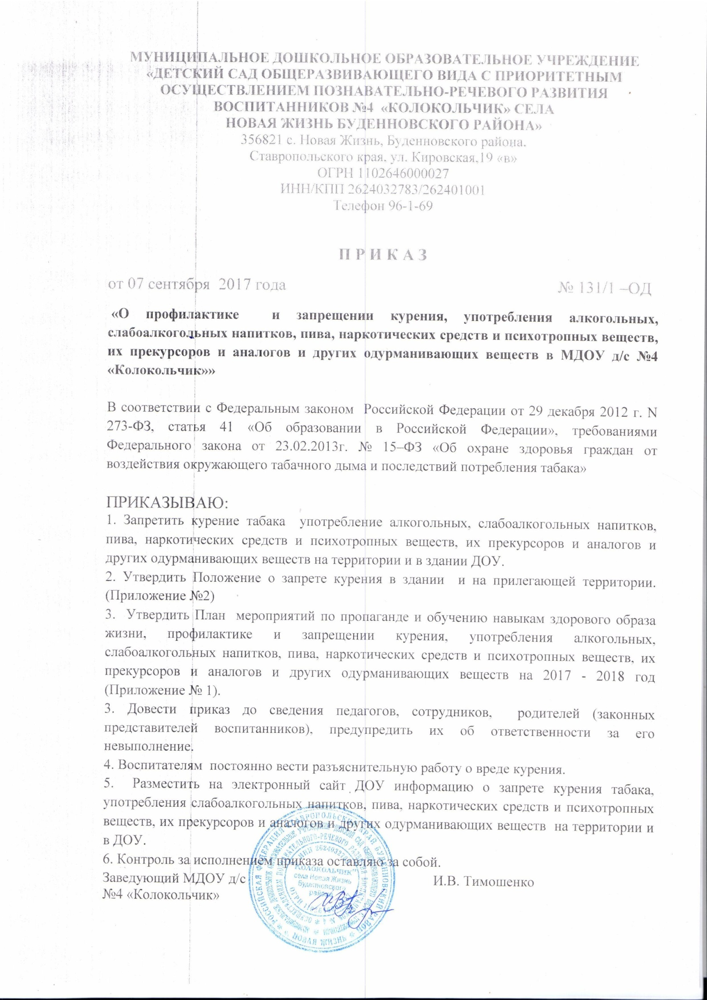 МУНИЦИПАЛЬНОЕ ДОШКОЛЬНОЕ ОБРАЗОВАТЕЛЬНОЕ УЧРЕЖДЕНИЕ
«ДЕТСКИЙ САД ОБЩЕРАЗВИВАЮЩЕГО ВИДА С ПРИОРИТЕТНЫМ
ОСУЩЕСТВЛЕНИЕМ ПОЗНАВАТЕЛЬНО-РЕЧЕВОГО РАЗВИТИЯ
ВОСПИТАННИКОВ №4 «КОЛОКОЛЬЧИК» СЕЛА
НОВАЯ ЖИЗНЬ БУДЕННОВСКОГО РАЙОНА»
356821 с. Новая Жизнь, Буденновского района.
Ставропольского края. ул. Кировская,19 «в»
ОГРН 1102646000027
ИНН/КПП 2624032783/262401001
Телефон 96-1-69
П Р И К А З
от 07 сентября 2017 года № 131/1 –ОД
«О профилактике и запрещении курения, употребления алкогольных,
слабоалкогольных напитков, пива, наркотических средств и психотропных веществ,
их прекурсоров и аналогов и других одурманивающих веществ в МДОУ д/с №4
«Колокольчик»»
В соответствии с Федеральным законом Российской Федерации от 29 декабря 2012 г. N
273-ФЗ, статья 41 «Об образовании в Российской Федерации», требованиями
Федерального закона от 23.02.2013г. № 15–ФЗ «Об охране здоровья граждан от
воздействия окружающего табачного дыма и последствий потребления табака»
ПРИКАЗЫВАЮ:
1. Запретить курение табака употребление алкогольных, слабоалкогольных напитков,
пива, наркотических средств и психотропных веществ, их прекурсоров и аналогов и
других одурманивающих веществ на территории и в здании ДОУ.
2. Утвердить Положение о запрете курения в здании и на прилегающей территории.
(Приложение №2)
3. Утвердить План мероприятий по пропаганде и обучению навыкам здорового образа
жизни, профилактике и запрещении курения, употребления алкогольных,
слабоалкогольных напитков, пива, наркотических средств и психотропных веществ, их
прекурсоров и аналогов и других одурманивающих веществ на 2017 - 2018 год
(Приложение № 1).
3. Довести приказ до сведения педагогов, сотрудников, родителей (законных
представителей воспитанников), предупредить их об ответственности за его
невыполнение.
4. Воспитателям постоянно вести разъяснительную работу о вреде курения.
5. Разместить на электронный сайт ДОУ информацию о запрете курения табака,
употребления слабоалкогольных напитков, пива, наркотических средств и психотропных
веществ, их прекурсоров и аналогов и других одурманивающих веществ на территории и
в ДОУ.
6. Контроль за исполнением приказа оставляю за собой.
Заведующий МДОУ д/с И.В. Тимошенко
№4 «Колокольчик»
РОССИЙСКАЯ ФЕДЕРАЦИЯ СТАВРОПОЛЬСКИЙ КРАЙ БУДЕННОВСКИЙ РАЙОН
НОВАЯ ЖИЗНЬ
"Колокольчик"
села Новая Жизнь
Буденновского
района